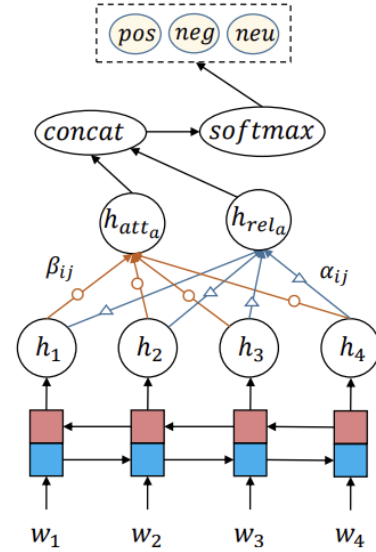 pos neg neu
concat softmax
h_att_a h_rel_a
β_ij α_ij
h_1 h_2 h_3 h_4
w_1 w_2 w_3 w_4